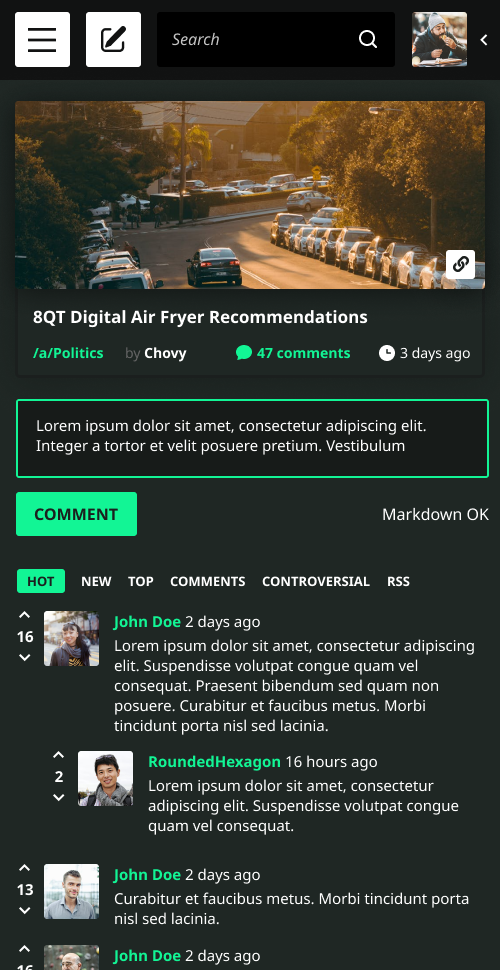 Search
8QT Digital Air Fryer Recommendations
/a/Politics by Chovy 47 comments 3 days ago
Lorem ipsum dolor sit amet, consectetur adipiscing elit.
Integer a tortor et velit posuere pretium. Vestibulum
COMMENT Markdown OK
HOT NEW TOP COMMENTS CONTROVERSIAL RSS
John Doe 2 days ago
16
Lorem ipsum dolor sit amet, consectetur adipiscing
elit. Suspendisse volutpat congue quam vel
consequat. Praesent bibendum sed quam non
posuere. Curabitur et faucibus metus. Morbi
tincidunt porta nisl sed lacinia.
RoundedHexagon 16 hours ago
2
Lorem ipsum dolor sit amet, consectetur
adipiscing elit. Suspendisse volutpat congue
quam vel consequat.
John Doe 2 days ago
13
Curabitur et faucibus metus. Morbi tincidunt porta
nisl sed lacinia.
John Doe 2 days ago
16